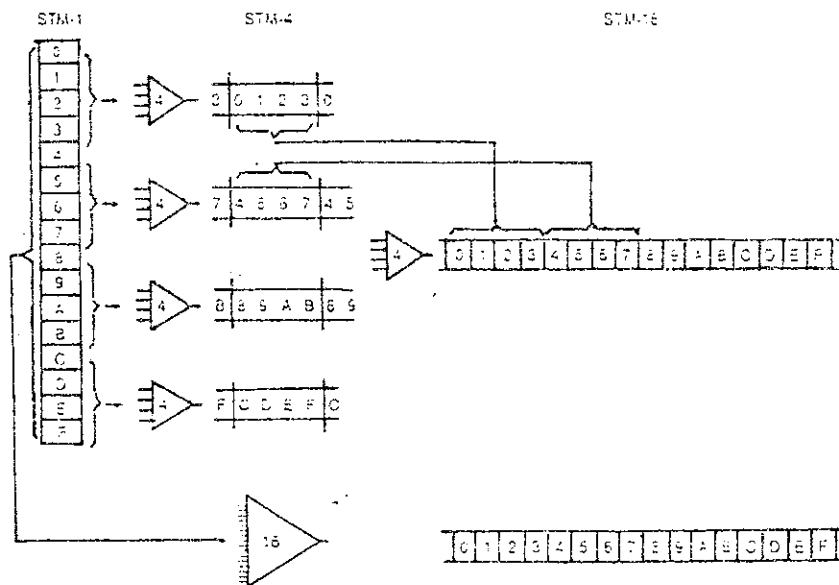 STM-1 STM-4 STM-16
0
1
2
3
4
5
6
7
8
9
A
B
C
D
E
F
4 3 0 1 2 3 0
4 7 4 5 6 7 4 5
4 0 1 2 3 4 5 6 7 8 9 A B C D E F
4 B 8 9 A B 8 9
4 F C D E F C
16 0 1 2 3 4 5 6 7 8 9 A B C D E F